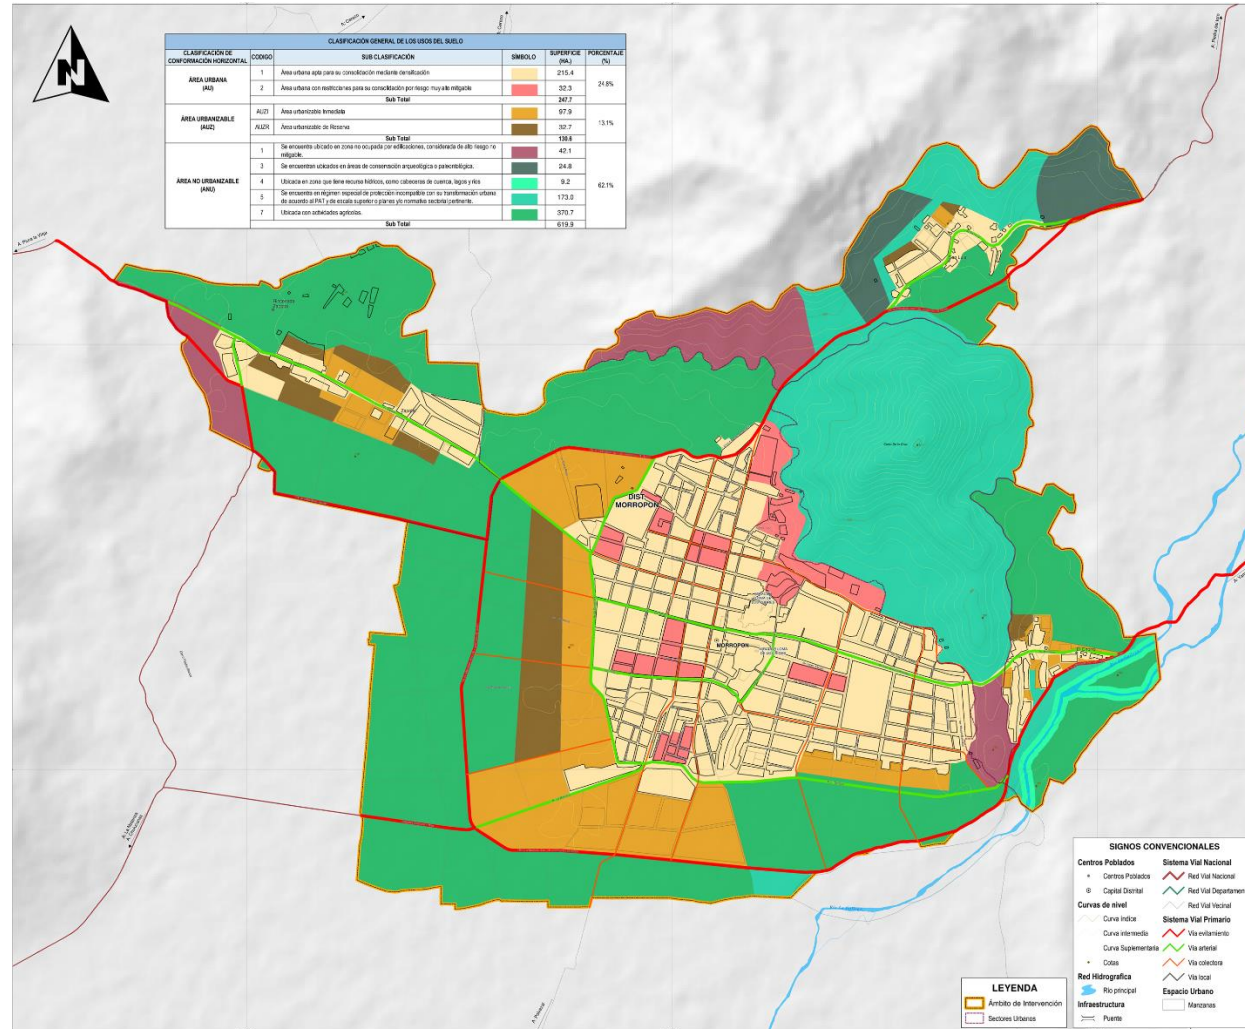 N
CLASIFICACIÓN GENERAL DE LOS USOS DEL SUELO
CLASIFICACIÓN DE CONFORMACIÓN HORIZONTAL CODIGO SUB CLASIFICACIÓN SÍMBOLO SUPERFICIE (HA.) PORCENTAJE (%)
ÁREA URBANA (AU)
1 Área urbana apta para su consolidación mediante densificación 215.4
2 Área urbana con restricciones para su consolidación por riesgo muy alto mitigable 32.3
24.8%
Sub Total 247.7
ÁREA URBANIZABLE (AUZ)
AUZI Área urbanizable Inmediata 97.9
AUZR Área urbanizable de Reserva 32.7
13.1%
Sub Total 130.6
ÁREA NO URBANIZABLE (ANU)
1 Se encuentra ubicado en zona no ocupada por edificaciones, considerada de alto riesgo no mitigable. 42.1
3 Se encuentran ubicados en áreas de conservación arqueológica o paleontológica. 24.8
4 Ubicada en zona que tiene recursos hídricos, como cabeceras de cuenca, lagos y ríos 9.2
5 Se encuentra en régimen especial de protección incompatible con su transformación urbana
de acuerdo al PAT y de escala superior o planes y/o normativa sectorial pertinente. 173.0
7 Ubicada con actividades agrícolas. 370.7
62.1%
Sub Total 619.9
DIST
MORROPON
MORROPON
SIGNOS CONVENCIONALES
Centros Poblados
Centros Poblados
Capital Distrital
Curvas de nivel
Curva índice
Curva intermedia
Curva Suplementaria
Cotas
Red Hidrografica
Río principal
Infraestructura
Puente
Sistema Vial Nacional
Red Vial Nacional
Red Vial Departamen
Red Vial Vecinal
Sistema Vial Primario
Vía evitamiento
Vía arterial
Vía colectora
Vía local
Espacio Urbano
Manzanas
LEYENDA
Ámbito de Intervención
Sectores Urbanos